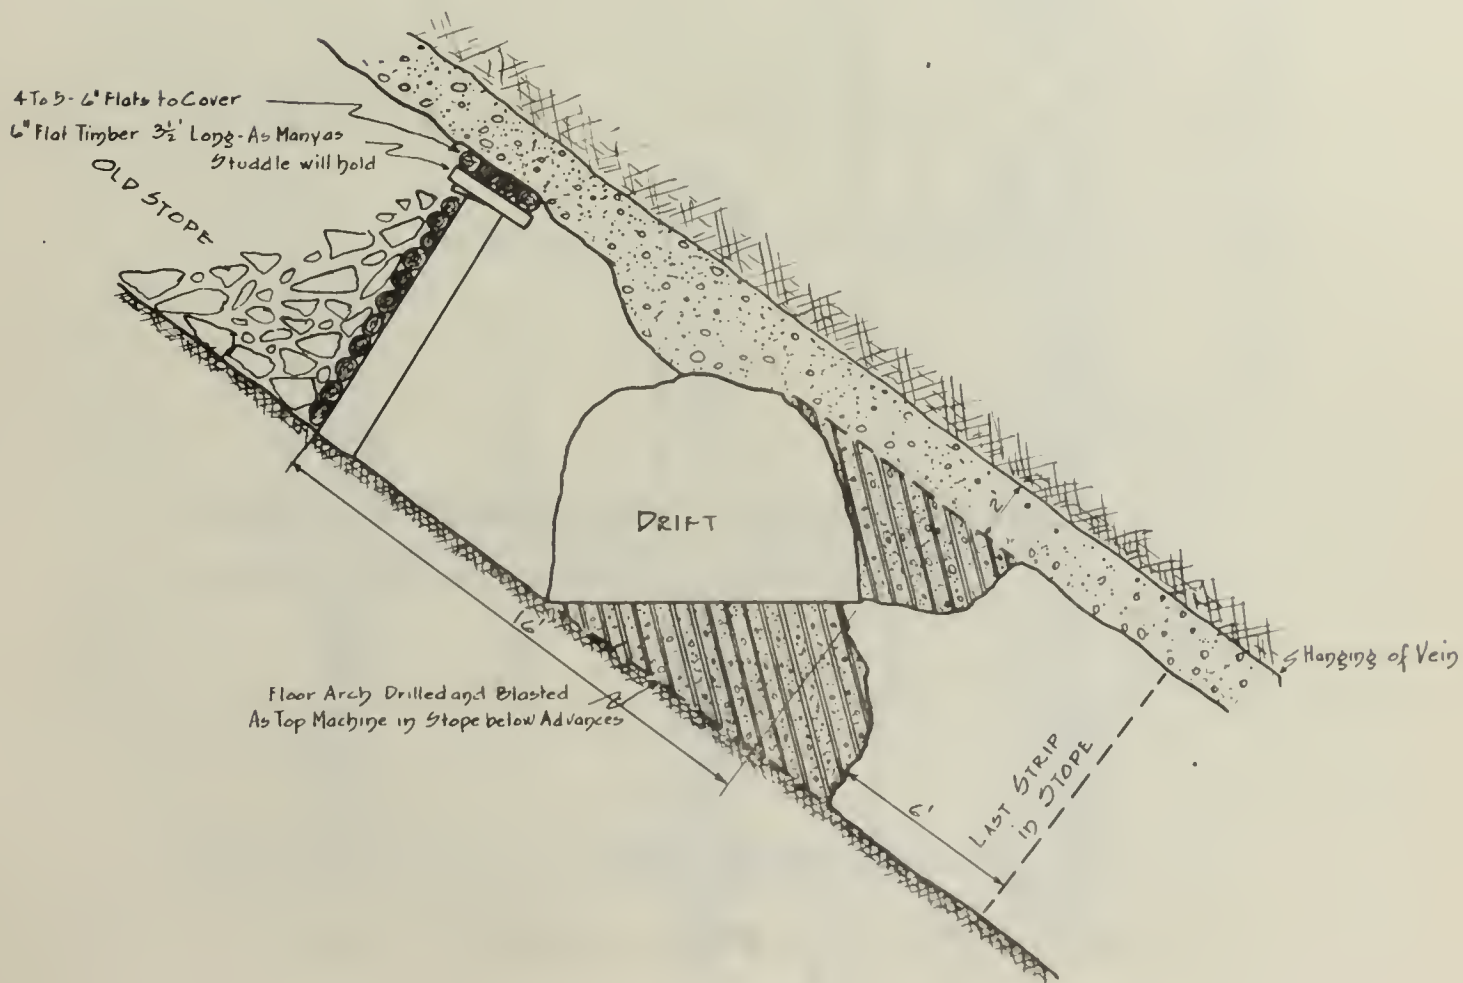 4 To 5 - 6" Flats to Cover
6" Flat Timber 3½' Long - As Many as
Studdle will hold
OLD STOPE
DRIFT
2'
16'
Hanging of Vein
Floor Arch Drilled and Blasted
As Top Machine in Stope below Advances
6'
LAST STRIP
in STOPE